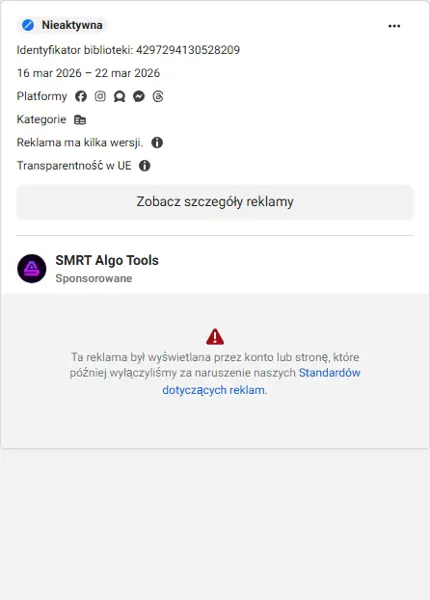 Nieaktywna
Identyfikator biblioteki: 4297294130528209
16 mar 2026 – 22 mar 2026
Platformy
Kategorie
Reklama ma kilka wersji.
Transparentność w UE
Zobacz szczegóły reklamy
SMRT Algo Tools
Sponsorowane
Ta reklama był wyświetlana przez konto lub stronę, które
później wyłączyliśmy za naruszenie naszych Standardów
dotyczących reklam.